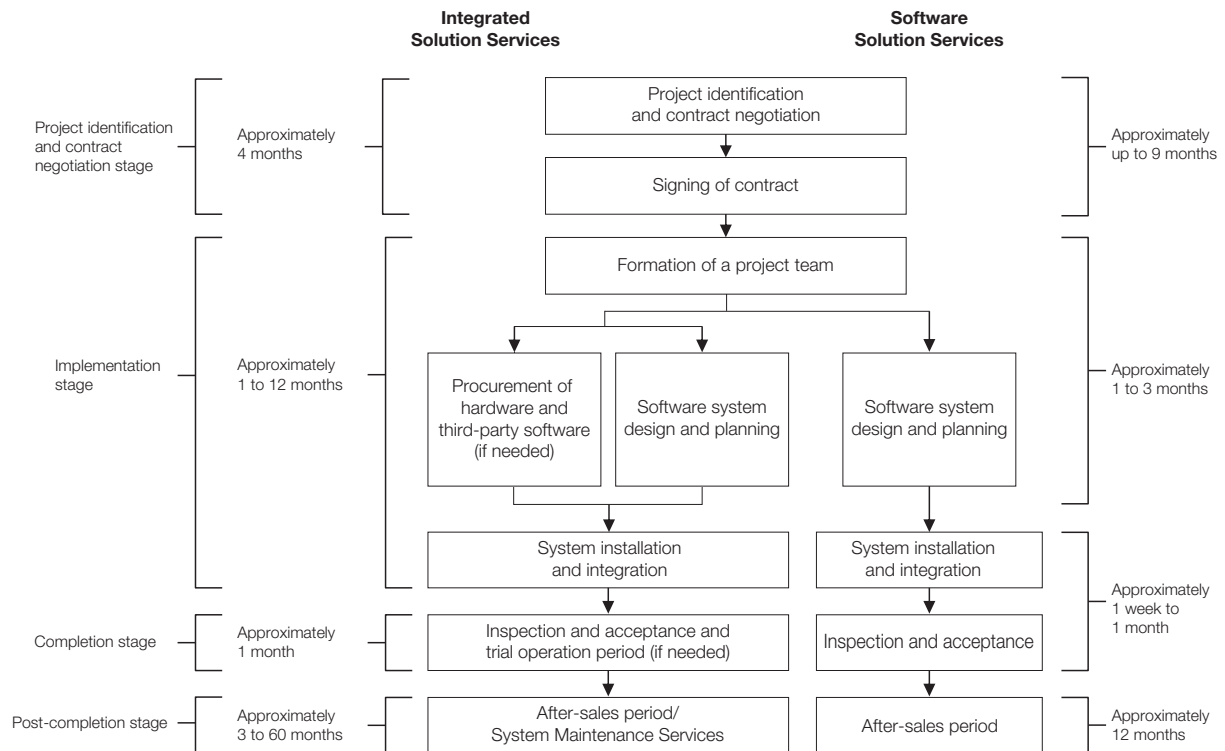 Integrated
Solution Services
Software
Solution Services
Project identification
and contract
negotiation stage
Approximately
4 months
Project identification
and contract negotiation
Signing of contract
Approximately
up to 9 months
Implementation
stage
Approximately
1 to 12 months
Formation of a project team
Procurement of
hardware and
third-party software
(if needed)
Software system
design and planning
Software system
design and planning
Approximately
1 to 3 months
System installation
and integration
System installation
and integration
Approximately
1 week to
1 month
Completion stage
Approximately
1 month
Inspection and acceptance and
trial operation period (if needed)
Inspection and acceptance
Post-completion stage
Approximately
3 to 60 months
After-sales period/
System Maintenance Services
After-sales period
Approximately
12 months